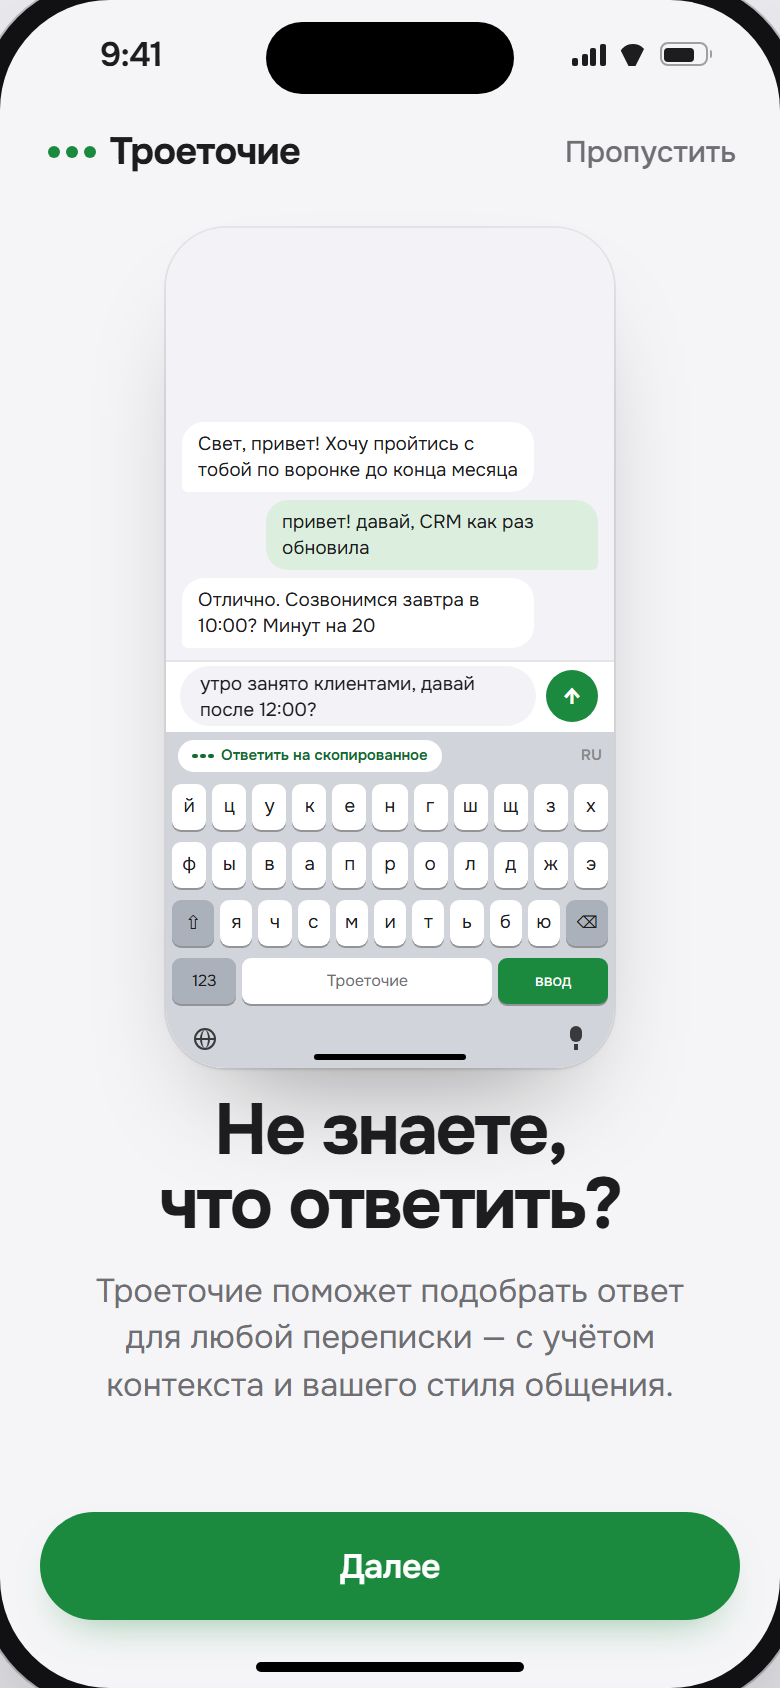 9:41
Троеточие
Пропустить
Свет, привет! Хочу пройтись с
тобой по воронке до конца месяца
привет! давай, CRM как раз
обновила
Отлично. Созвонимся завтра в
10:00? Минут на 20
утро занято клиентами, давай
после 12:00?
Ответить на скопированное
RU
й ц у к е н г ш щ з х
ф ы в а п р о л д ж э
я ч с м и т ь б ю
123
Троеточие
ввод
Не знаете,
что ответить?
Троеточие поможет подобрать ответ
для любой переписки — с учётом
контекста и вашего стиля общения.
Далее